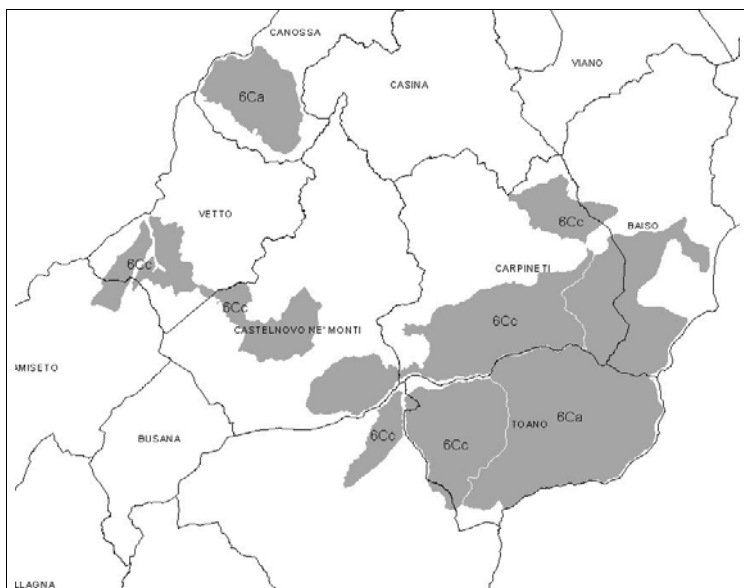 CANOSSA
VIANO
CASINA
6Ca
VETTO
6Cc
BAISO
6Cc
CARPINETI
6Cc
6Cc
CASTELNOVO NE' MONTI
AMISETO
TOANO
6Ca
6Cc
6Cc
BUSANA
LLAGNA